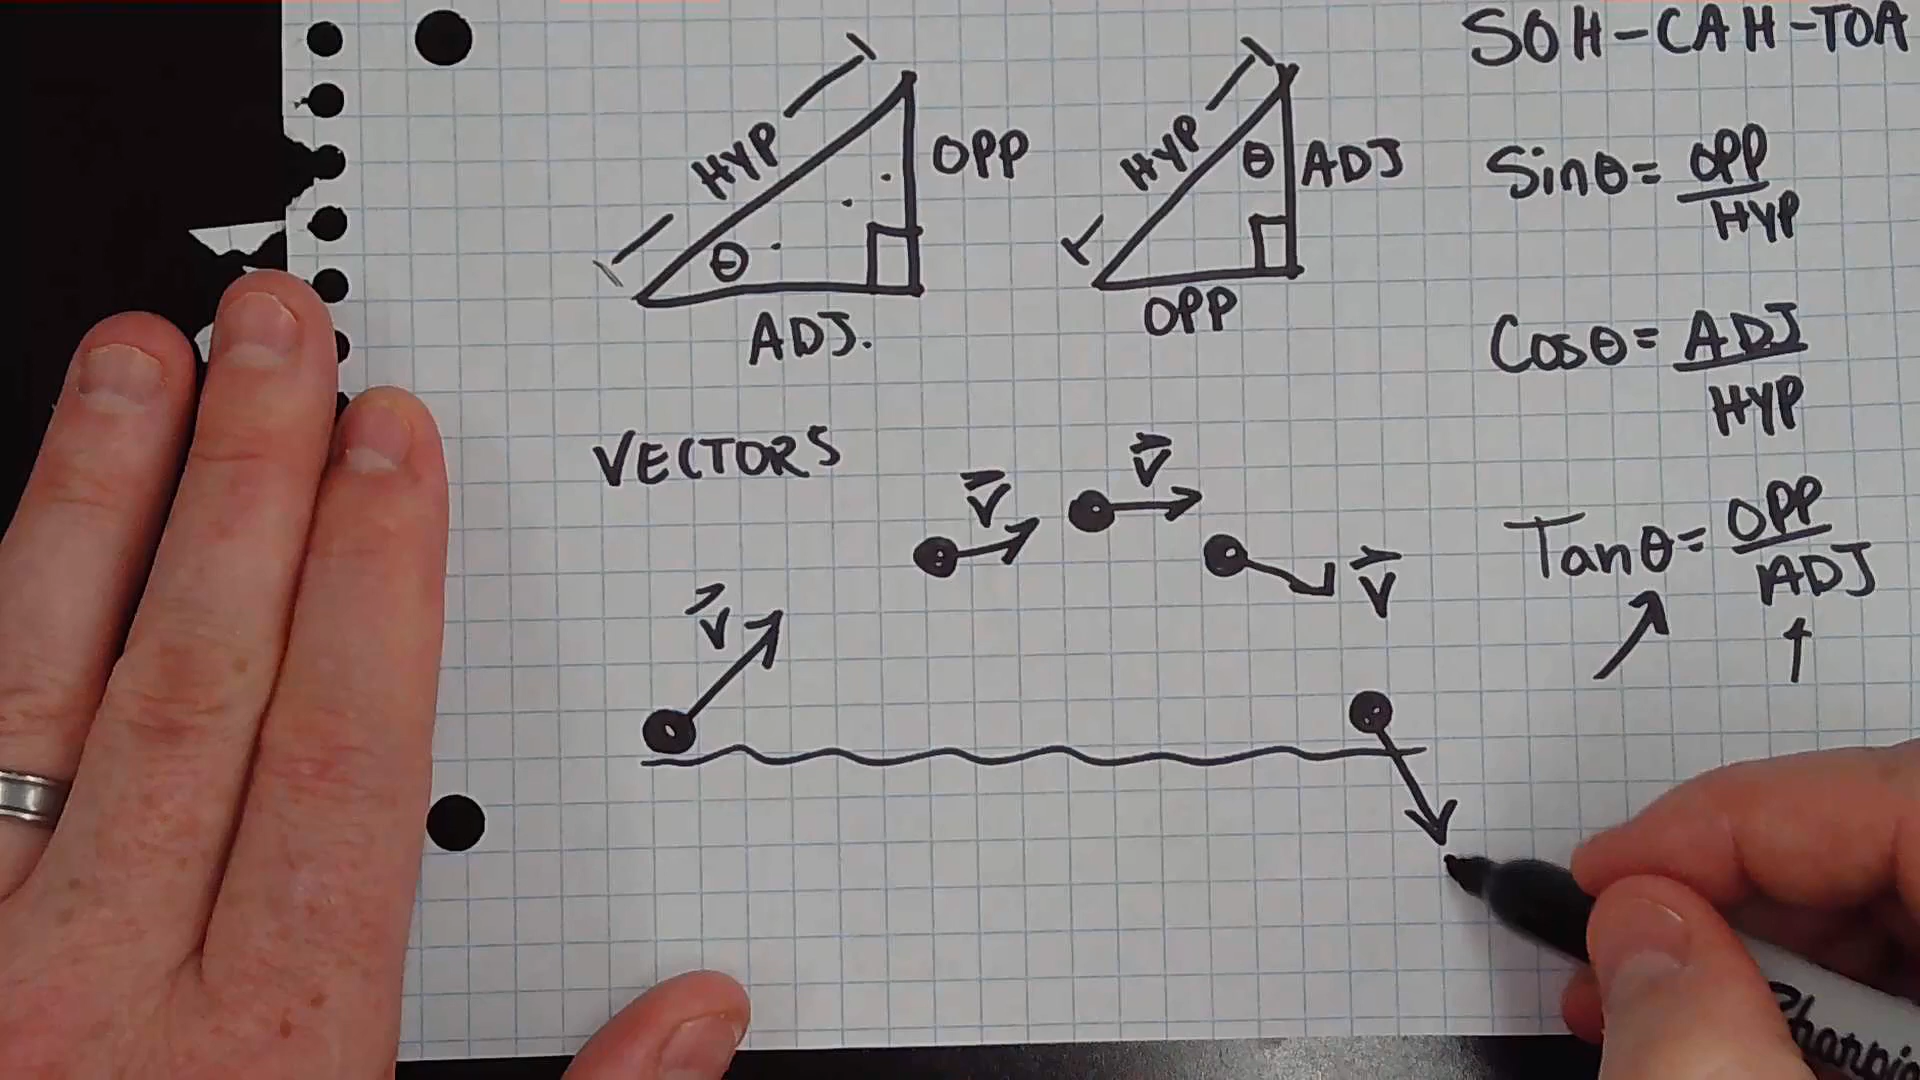 SOH-CAH-TOA
HYP
OPP
θ
ADJ.
HYP
θ
ADJ
OPP
Sinθ = OPP
HYP
Cosθ = ADJ
HYP
Tanθ = OPP
ADJ
VECTORS
V
V
V
V
Sharpie